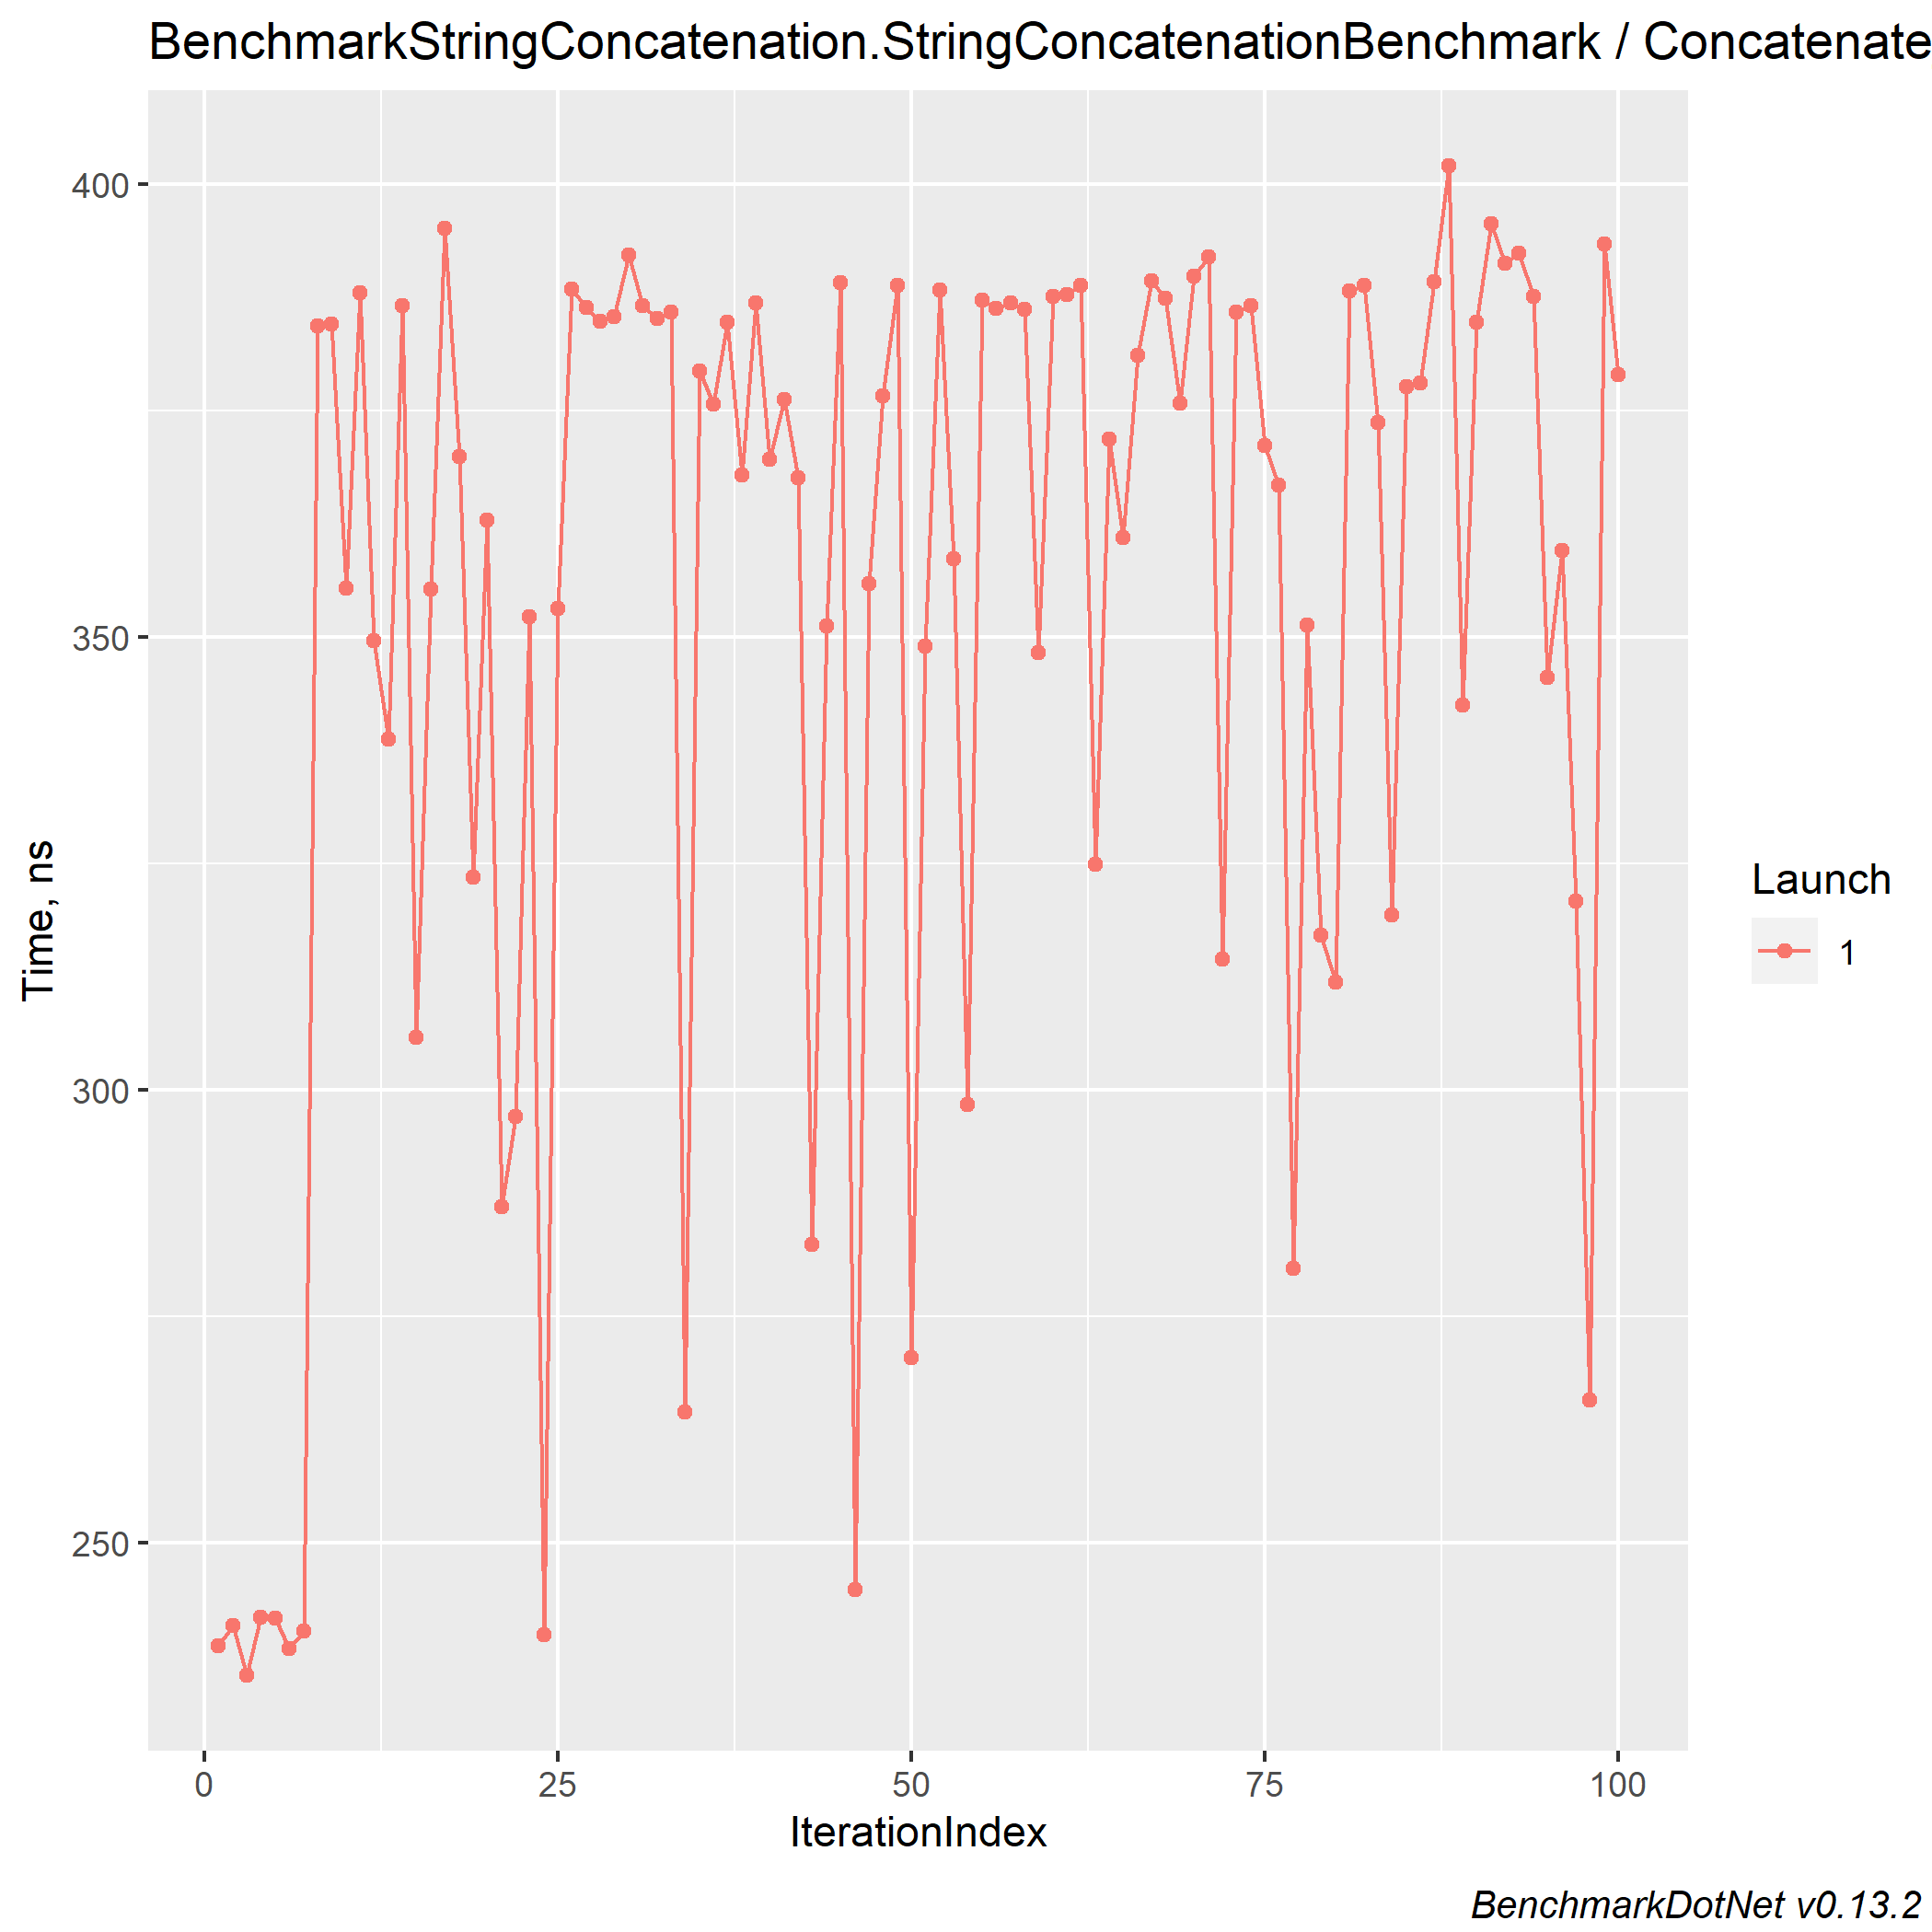 BenchmarkStringConcatenation.StringConcatenationBenchmark / Concatenate
400
350
300
250
Time, ns
0 25 50 75 100
IterationIndex
Launch
1
BenchmarkDotNet v0.13.2